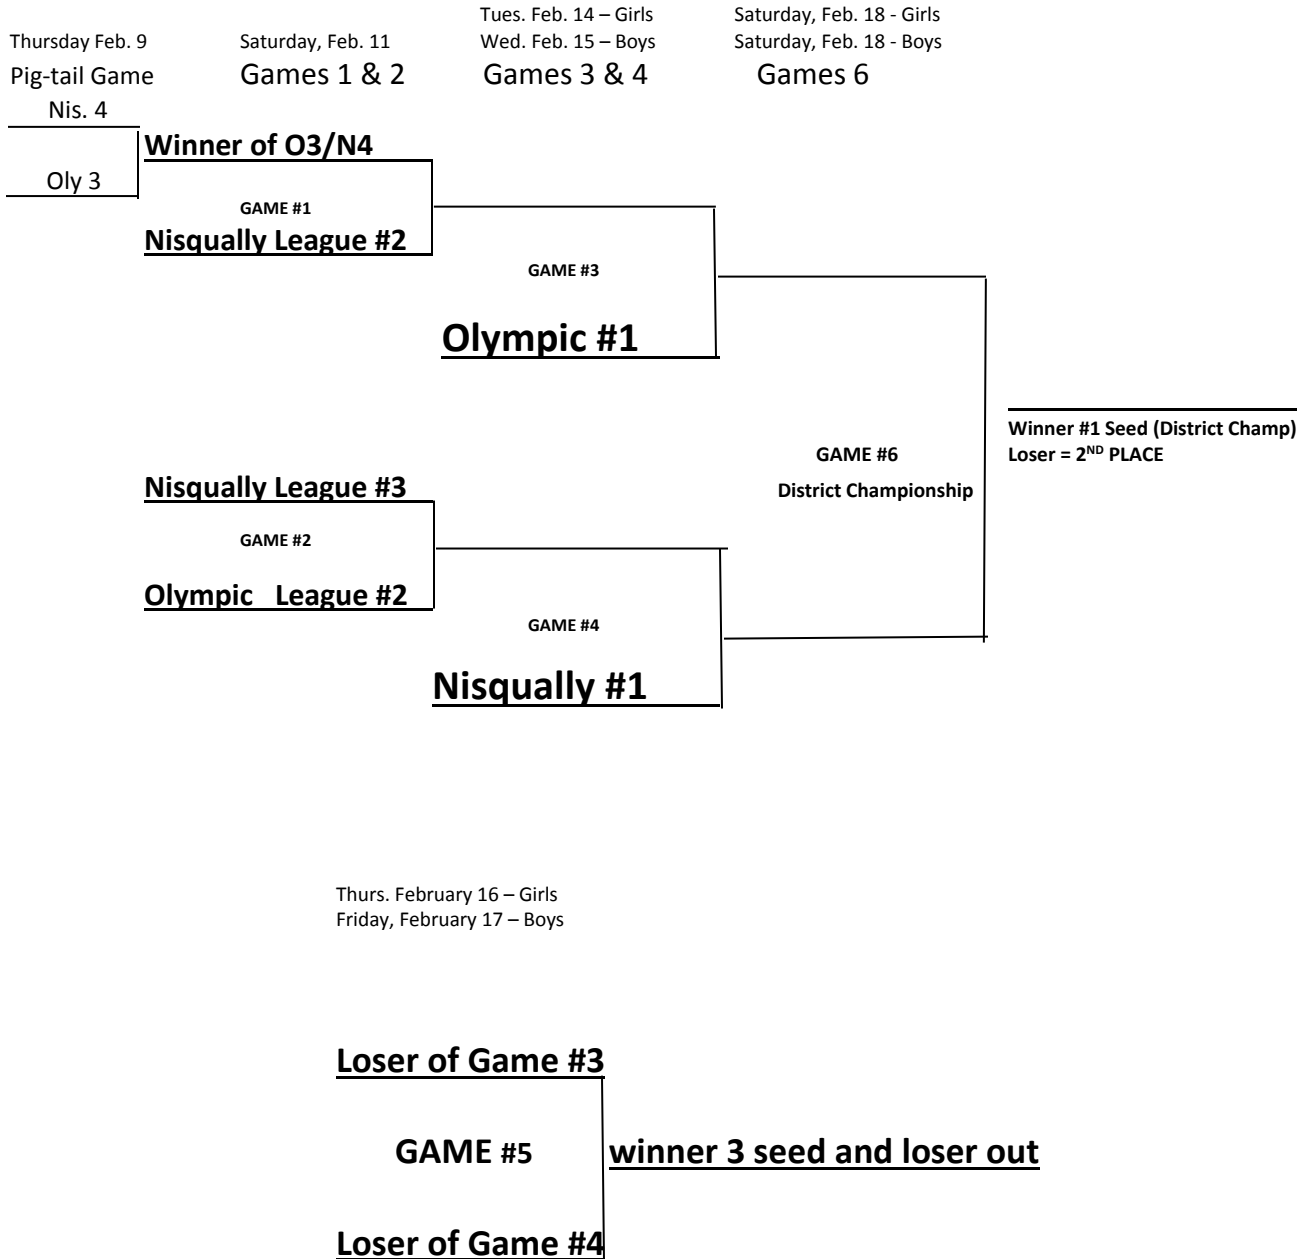 Tues. Feb. 14 – Girls
Saturday, Feb. 18 - Girls
Thursday Feb. 9
Saturday, Feb. 11
Wed. Feb. 15 – Boys
Saturday, Feb. 18 - Boys
Pig-tail Game
Games 1 & 2
Games 3 & 4
Games 6
Nis. 4
Winner of O3/N4
Oly 3
GAME #1
Nisqually League #2
GAME #3
Olympic #1
Winner #1 Seed (District Champ)
Loser = 2ND PLACE
GAME #6
District Championship
Nisqually League #3
GAME #2
Olympic League #2
GAME #4
Nisqually #1
Thurs. February 16 – Girls
Friday, February 17 – Boys
Loser of Game #3
GAME #5
winner 3 seed and loser out
Loser of Game #4